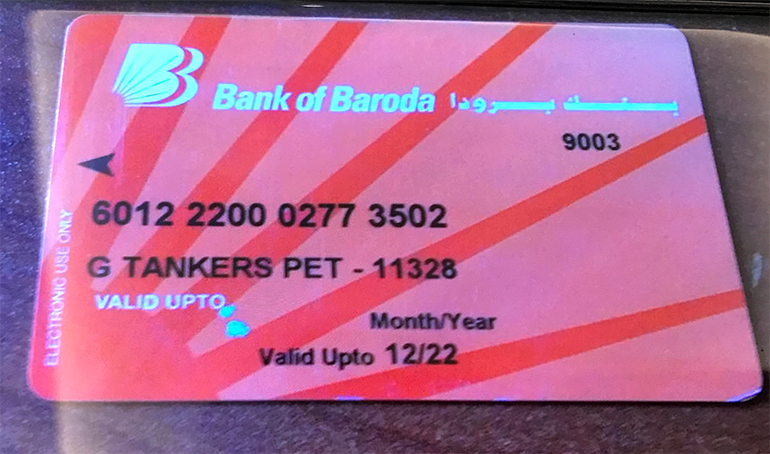 Bank of Baroda بنك برودا
9003
6012 2200 0277 3502
G TANKERS PET - 11328
VALID UPTO
Month/Year
Valid Upto 12/22
ELECTRONIC USE ONLY